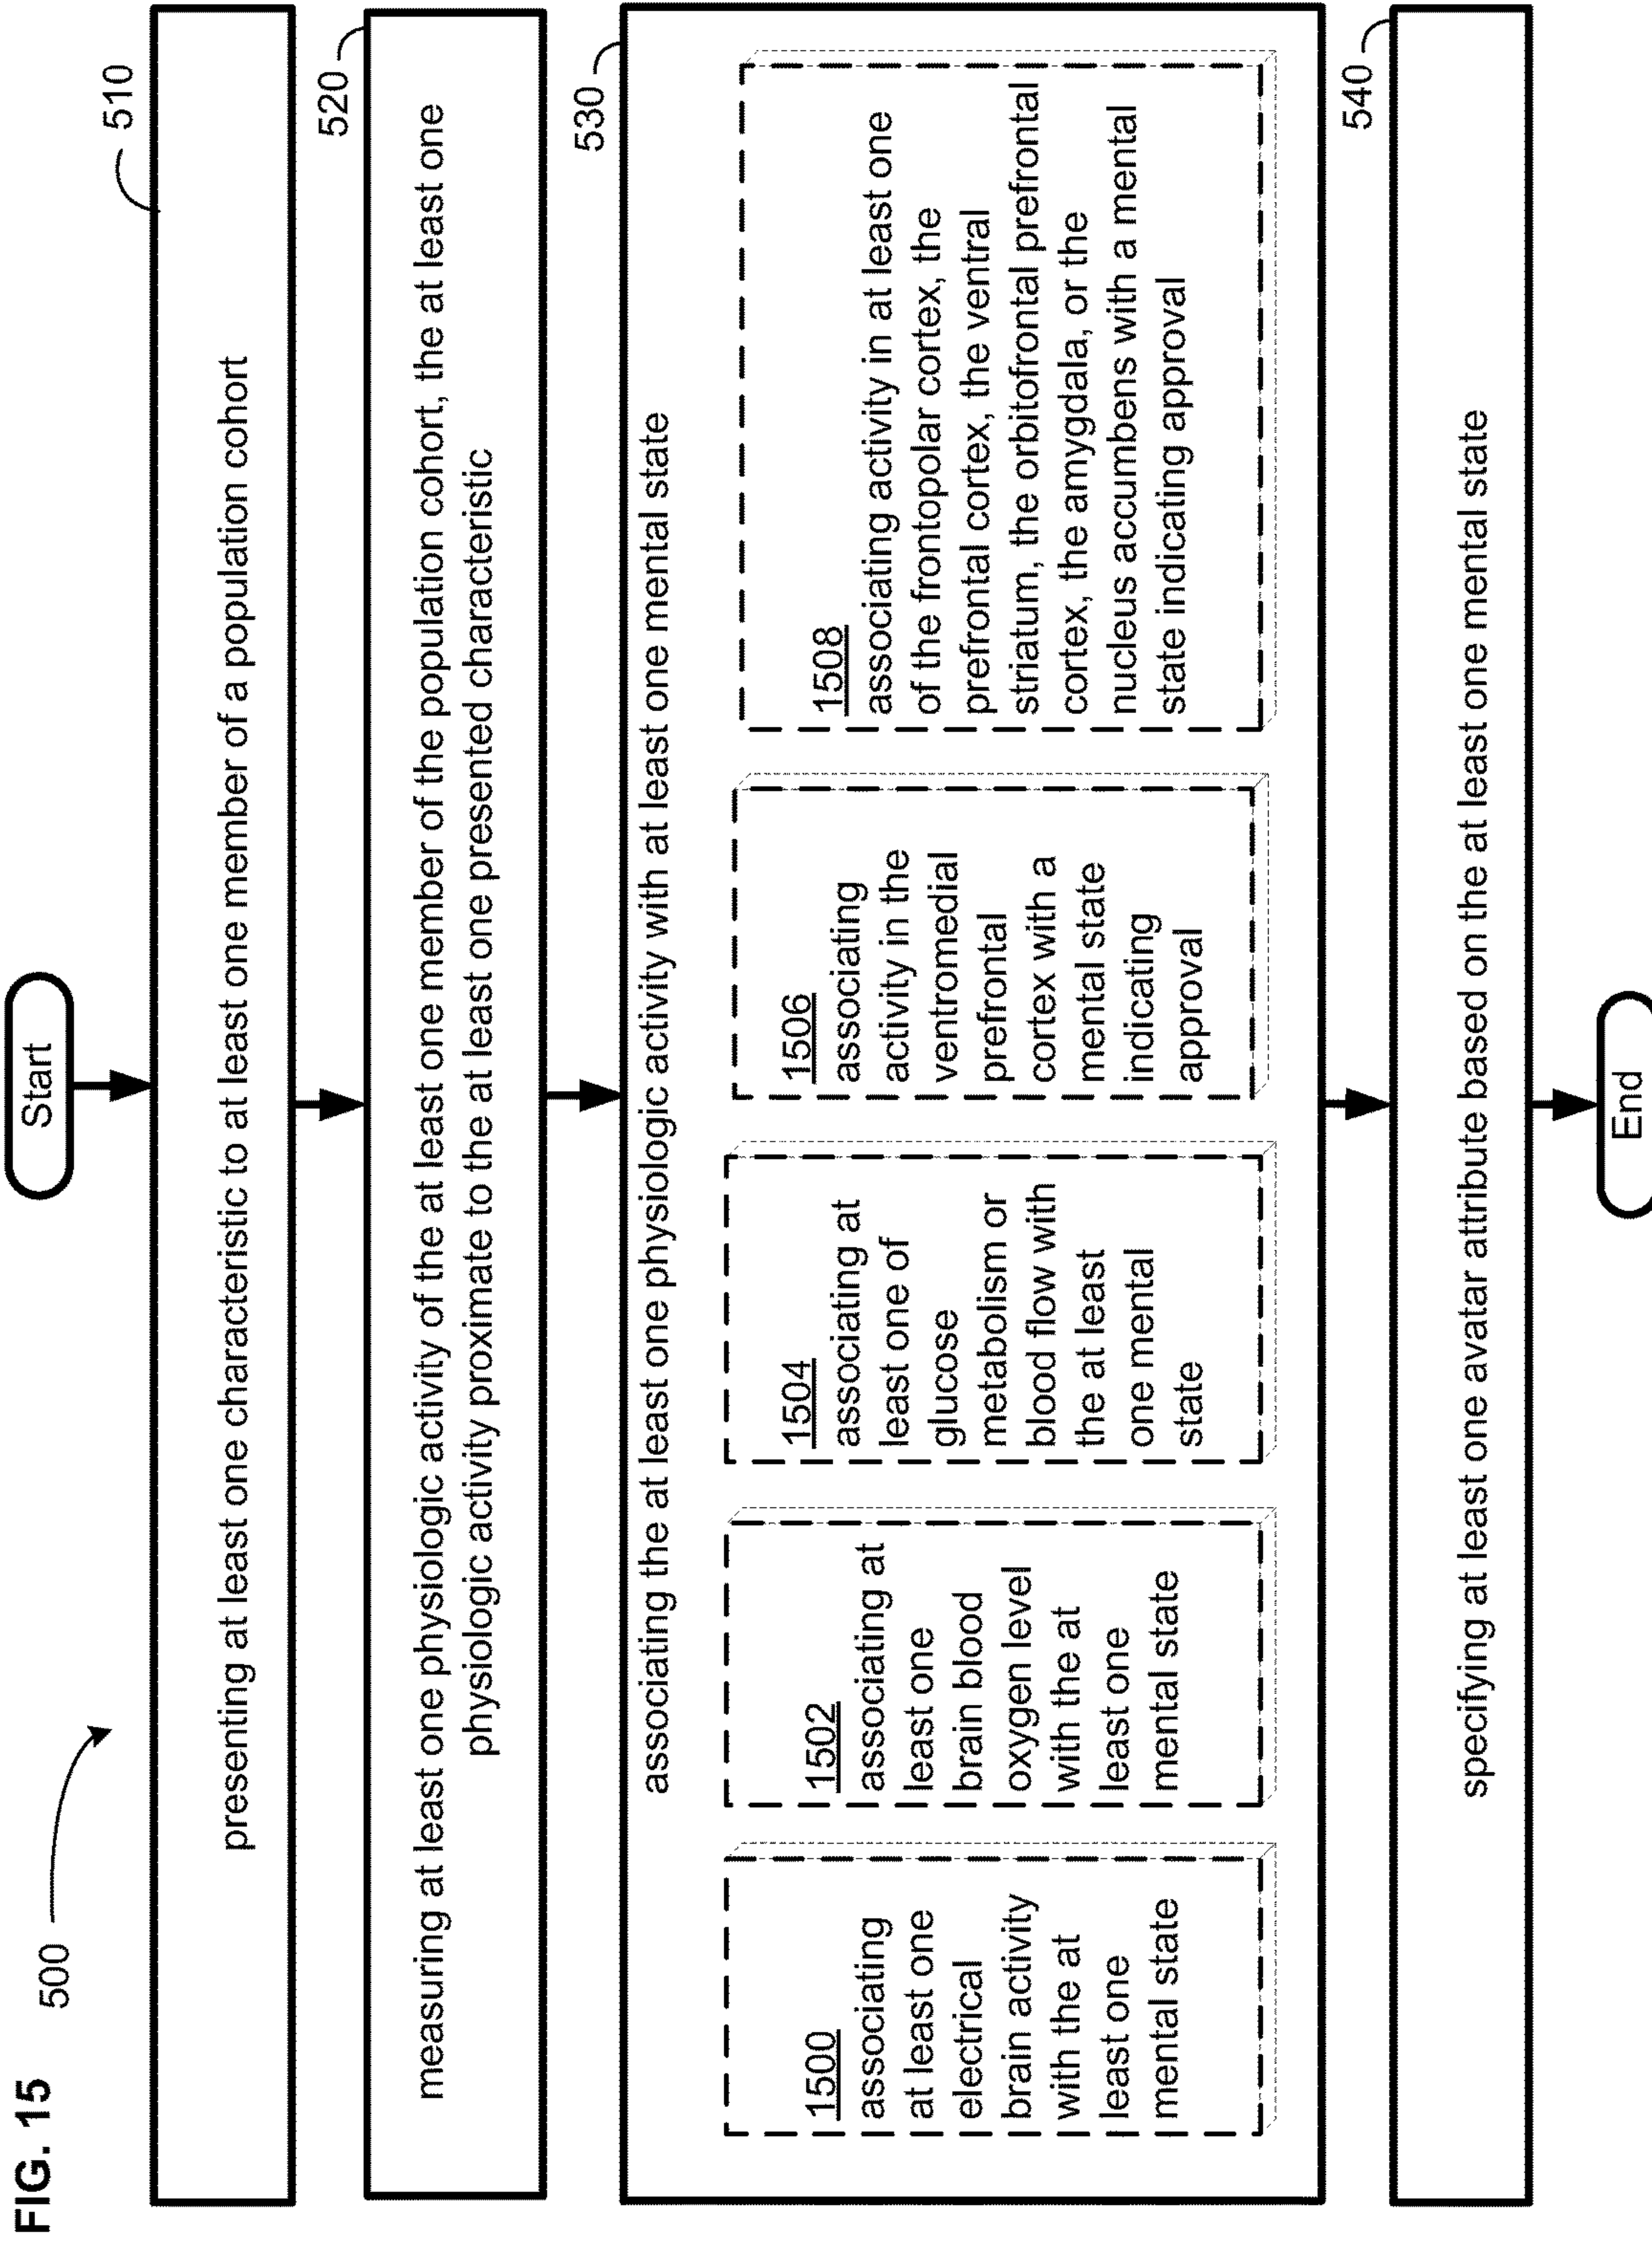 FIG. 15
500
Start
510
presenting at least one characteristic to at least one member of a population cohort
520
measuring at least one physiologic activity of the at least one member of the population cohort, the at least one
physiologic activity proximate to the at least one presented characteristic
530
associating the at least one physiologic activity with at least one mental state
1500
associating
at least one
electrical
brain activity
with the at
least one
mental state
1502
associating at
least one
brain blood
oxygen level
with the at
least one
mental state
1504
associating at
least one of
glucose
metabolism or
blood flow with
the at least
one mental
state
1506
associating
activity in the
ventromedial
prefrontal
cortex with a
mental state
indicating
approval
1508
associating activity in at least one
of the frontopolar cortex, the
prefrontal cortex, the ventral
striatum, the orbitofrontal prefrontal
cortex, the amygdala, or the
nucleus accumbens with a mental
state indicating approval
540
specifying at least one avatar attribute based on the at least one mental state
End